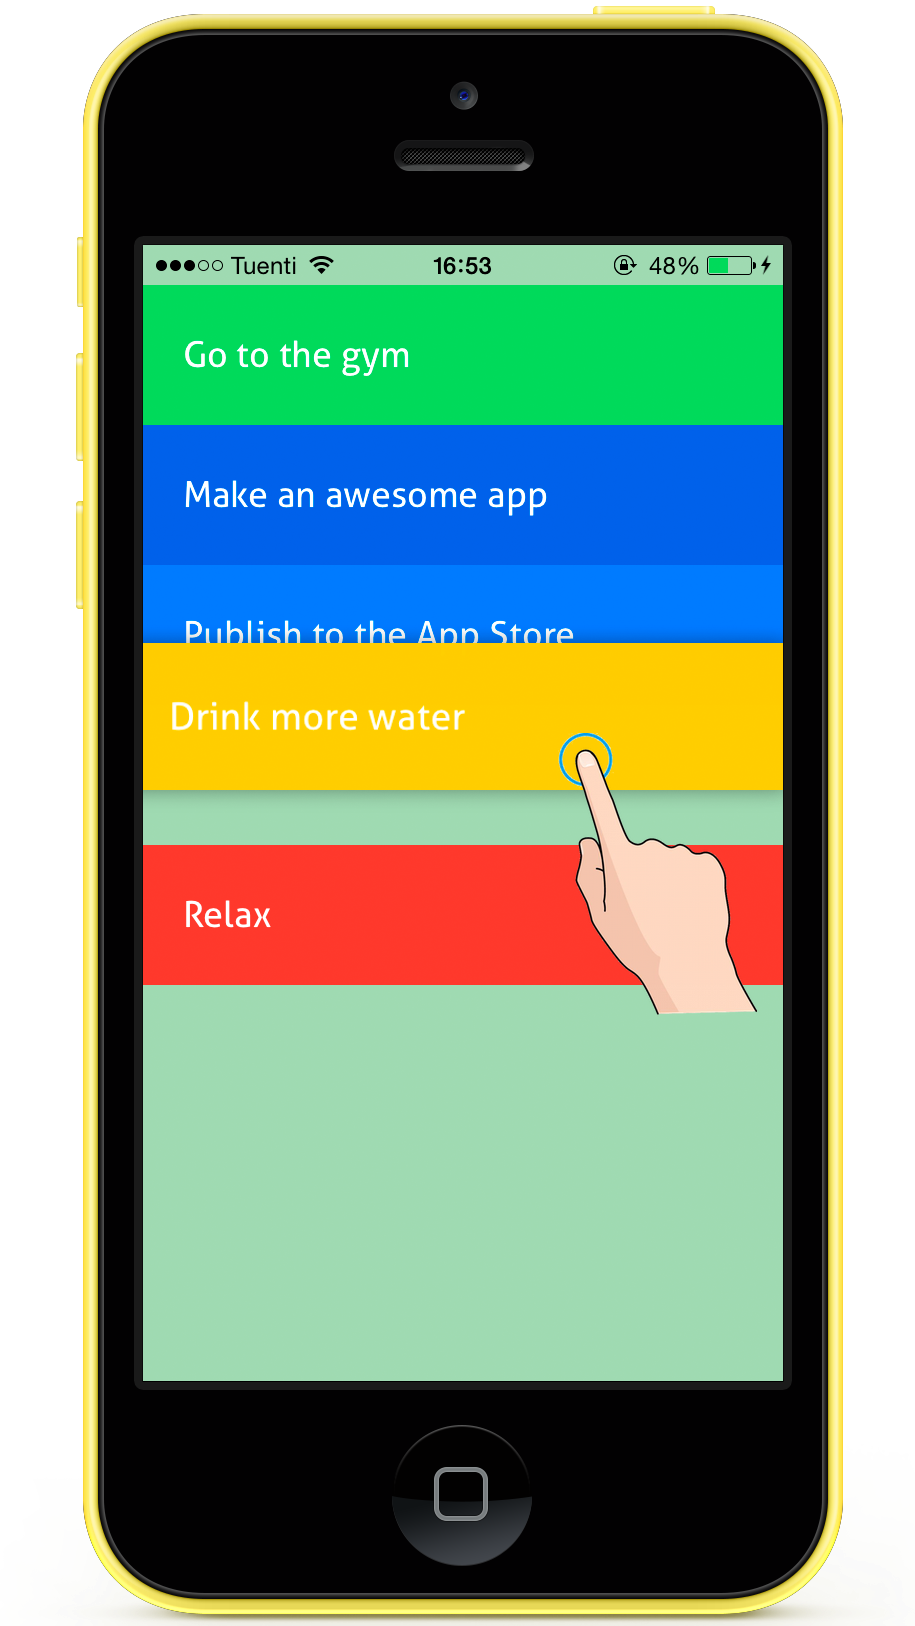 Tuenti 16:53 48%
Go to the gym
Make an awesome app
Publish to the App Store
Drink more water
Relax